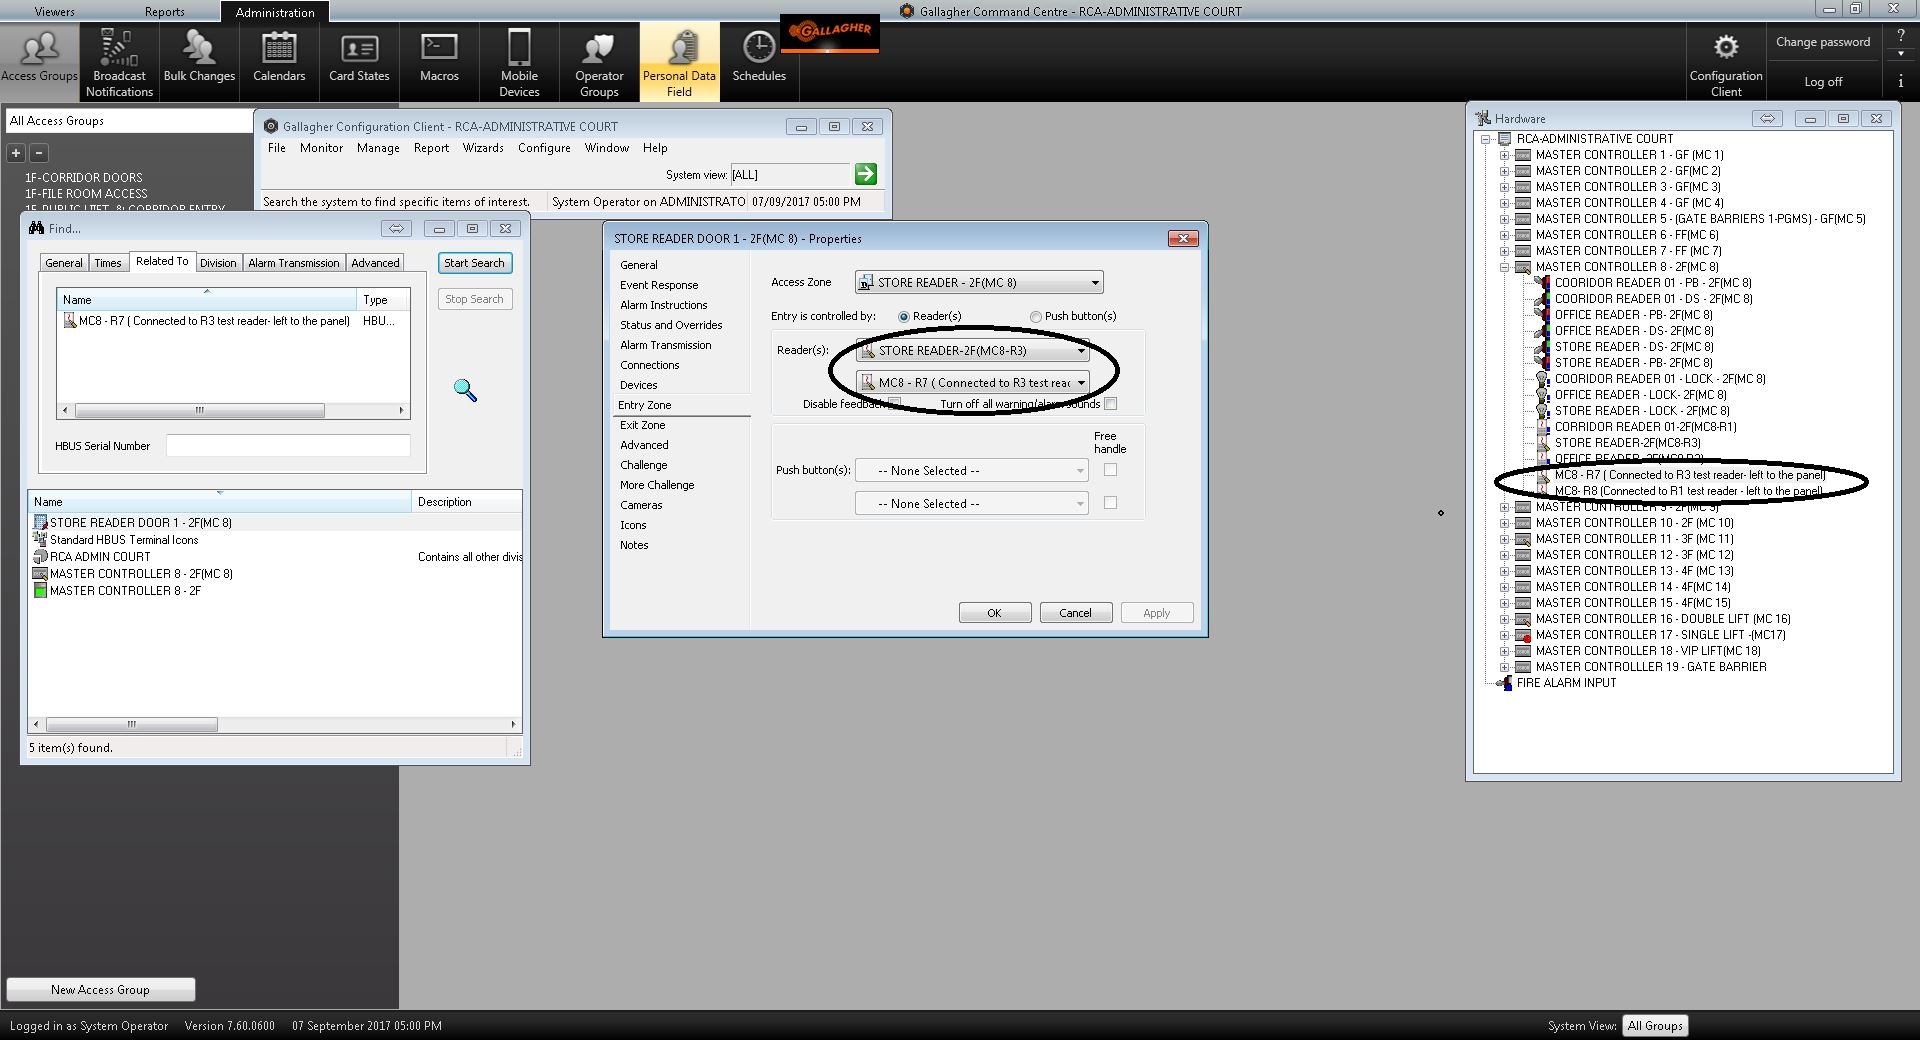 Viewers Reports Administration
Gallagher Command Centre - RCA-ADMINISTRATIVE COURT
Access Groups
Broadcast Notifications
Bulk Changes
Calendars
Card States
Macros
Mobile Devices
Operator Groups
Personal Data Field
Schedules
GALLAGHER
Configuration Client
Change password
Log off
?
i
All Access Groups
1F-CORRIDOR DOORS
1F-FILE ROOM ACCESS
1F-PUBLIC LIFT & CORRIDOR ENTRY
Gallagher Configuration Client - RCA-ADMINISTRATIVE COURT
File Monitor Manage Report Wizards Configure Window Help
System view: [ALL]
Search the system to find specific items of interest. System Operator on ADMINISTRATO 07/09/2017 05:00 PM
Find...
General Times Related To Division Alarm Transmission Advanced
Start Search
Stop Search
Name Type
MC8 - R7 ( Connected to R3 test reader- left to the panel) HBU...
HBUS Serial Number
Name Description
STORE READER DOOR 1 - 2F(MC 8)
Standard HBUS Terminal Icons
RCA ADMIN COURT Contains all other divis
MASTER CONTROLLER 8 - 2F(MC 8)
MASTER CONTROLLER 8 - 2F
5 item(s) found.
STORE READER DOOR 1 - 2F(MC 8) - Properties
General
Event Response
Alarm Instructions
Status and Overrides
Alarm Transmission
Connections
Devices
Entry Zone
Exit Zone
Advanced
Challenge
More Challenge
Cameras
Icons
Notes
Access Zone STORE READER - 2F(MC 8)
Entry is controlled by: Reader(s) Push button(s)
Reader(s): STORE READER-2F(MC8-R3)
MC8 - R7 ( Connected to R3 test reac
Disable feedback Turn off all warning/alarm sounds
Free handle
Push button(s): -- None Selected --
-- None Selected --
OK Cancel Apply
Hardware
RCA-ADMINISTRATIVE COURT
MASTER CONTROLLER 1 - GF (MC 1)
MASTER CONTROLLER 2 - GF(MC 2)
MASTER CONTROLLER 3 - GF(MC 3)
MASTER CONTROLLER 4 - GF (MC 4)
MASTER CONTROLLER 5 - (GATE BARRIERS 1-PGMS) - GF(MC 5)
MASTER CONTROLLER 6 - FF(MC 6)
MASTER CONTROLLER 7 - FF (MC 7)
MASTER CONTROLLER 8 - 2F(MC 8)
COORIDOR READER 01 - PB - 2F(MC 8)
COORIDOR READER 01 - DS - 2F(MC 8)
OFFICE READER - PB- 2F(MC 8)
OFFICE READER - DS- 2F(MC 8)
STORE READER - DS- 2F(MC 8)
STORE READER - PB- 2F(MC 8)
COORIDOR READER 01 - LOCK - 2F(MC 8)
OFFICE READER - LOCK- 2F(MC 8)
STORE READER - LOCK - 2F(MC 8)
CORRIDOR READER 01-2F(MC8-R1)
STORE READER-2F(MC8-R3)
OFFICE READER -2F(MC8-R2)
MC8 - R7 ( Connected to R3 test reader- left to the panel)
MC8- R8 (Connected to R1 test reader - left to the panel)
MASTER CONTROLLER 9 - 2F(MC 9)
MASTER CONTROLLER 10 - 2F (MC 10)
MASTER CONTROLLER 11 - 3F (MC 11)
MASTER CONTROLLER 12 - 3F (MC 12)
MASTER CONTROLLER 13 - 4F (MC 13)
MASTER CONTROLLER 14 - 4F(MC 14)
MASTER CONTROLLER 15 - 4F(MC 15)
MASTER CONTROLLER 16 - DOUBLE LIFT (MC 16)
MASTER CONTROLLER 17 - SINGLE LIFT -(MC17)
MASTER CONTROLLER 18 - VIP LIFT(MC 18)
MASTER CONTROLLLER 19 - GATE BARRIER
FIRE ALARM INPUT
New Access Group
Logged in as System Operator Version 7.60.0600 07 September 2017 05:00 PM
System View: All Groups